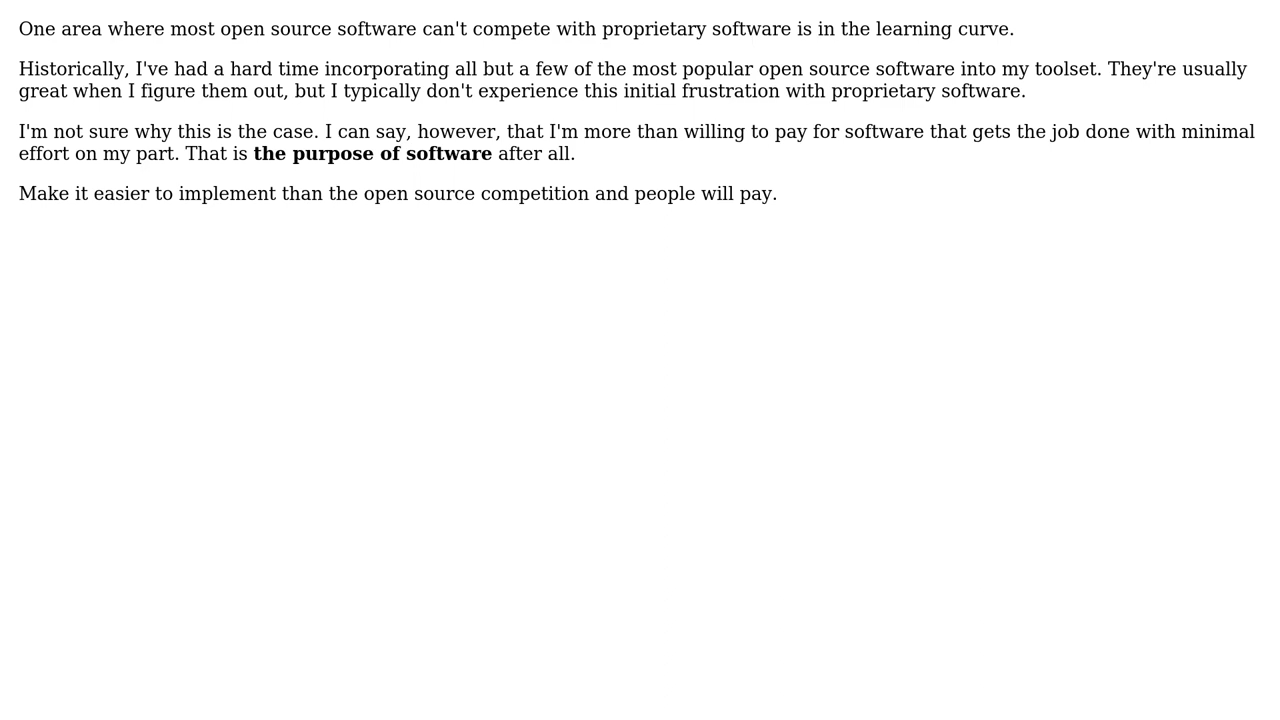 One area where most open source software can't compete with proprietary software is in the learning curve.
Historically, I've had a hard time incorporating all but a few of the most popular open source software into my toolset. They're usually
great when I figure them out, but I typically don't experience this initial frustration with proprietary software.
I'm not sure why this is the case. I can say, however, that I'm more than willing to pay for software that gets the job done with minimal
effort on my part. That is the purpose of software after all.
Make it easier to implement than the open source competition and people will pay.